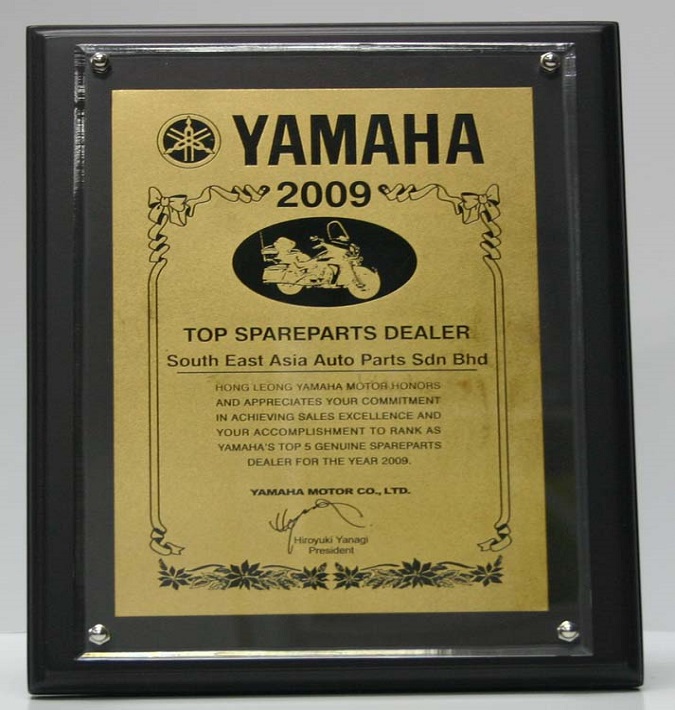 YAMAHA
2009
TOP SPAREPARTS DEALER
South East Asia Auto Parts Sdn Bhd
HONG LEONG YAMAHA MOTOR HONORS
AND APPRECIATES YOUR COMMITMENT
IN ACHIEVING SALES EXCELLENCE AND
YOUR ACCOMPLISHMENT TO RANK AS
YAMAHA'S TOP 5 GENUINE SPAREPARTS
DEALER FOR THE YEAR 2009.
YAMAHA MOTOR CO., LTD.
Hiroyuki Yanagi
President